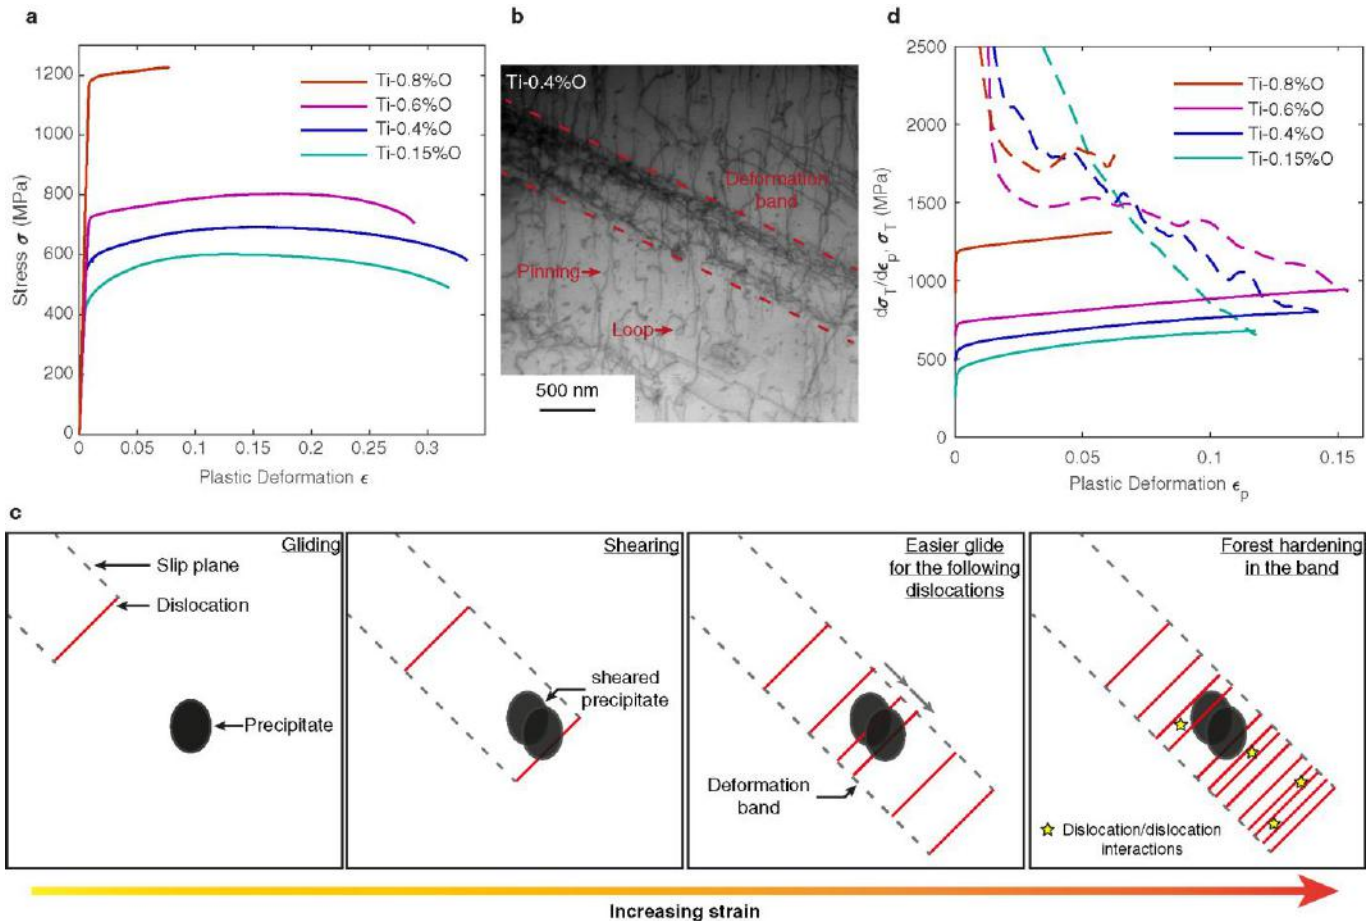 a
Stress σ (MPa)
1200
1000
800
600
400
200
0
0
0.05
0.1
0.15
0.2
0.25
0.3
Plastic Deformation ϵ
Ti-0.8%O
Ti-0.6%O
Ti-0.4%O
Ti-0.15%O
b
Ti-0.4%O
Deformation
band
Pinning
Loop
500 nm
d
dσT/dϵp, σT (MPa)
2500
2000
1500
1000
500
0
0
0.05
0.1
0.15
Plastic Deformation ϵp
Ti-0.8%O
Ti-0.6%O
Ti-0.4%O
Ti-0.15%O
c
Gliding
Slip plane
Dislocation
Precipitate
Shearing
sheared
precipitate
Easier glide
for the following
dislocations
Deformation
band
Forest hardening
in the band
Dislocation/dislocation
interactions
Increasing strain